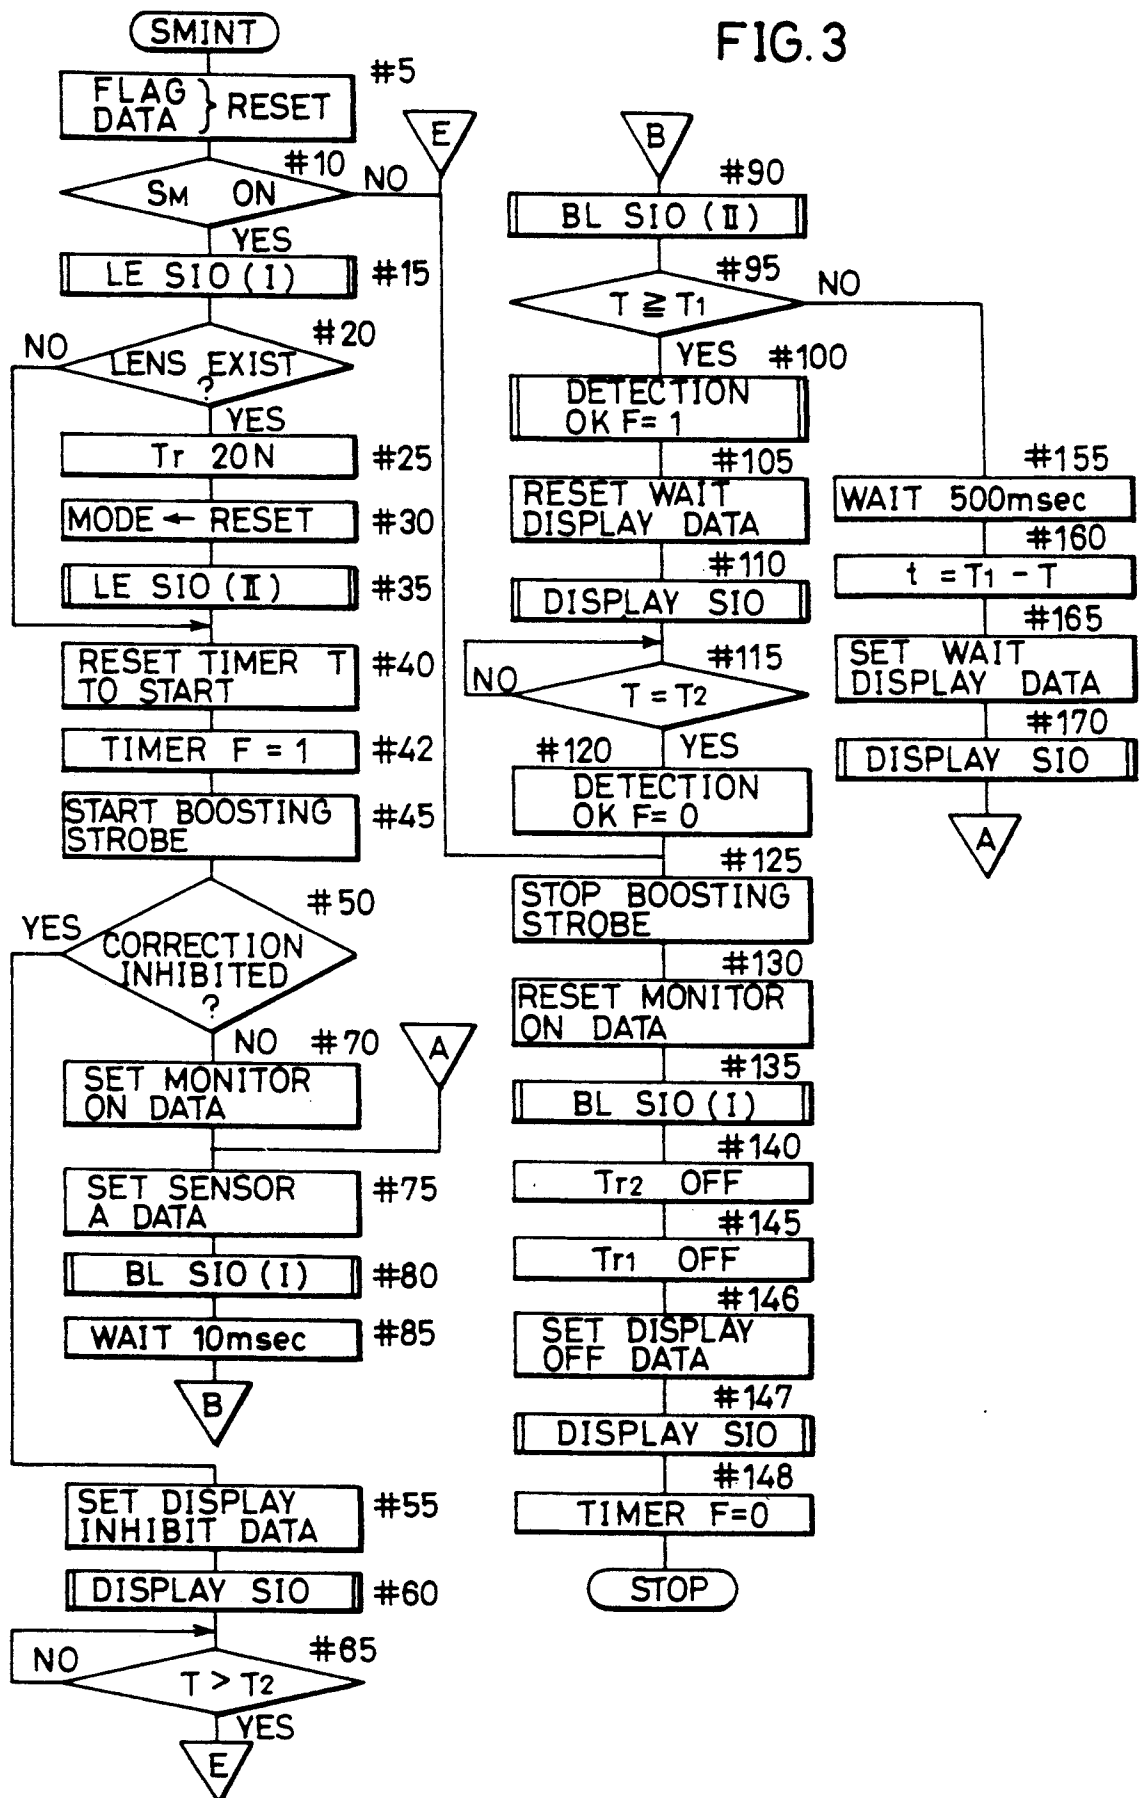 FIG. 3
SMINT
#5
FLAG
DATA } RESET
#10
SM ON
NO
YES
LE SIO (I) #15
#20
NO
LENS EXIST
?
YES
Tr 20N #25
MODE ← RESET #30
LE SIO (II) #35
RESET TIMER T
TO START
#40
TIMER F = 1 #42
START BOOSTING
STROBE
#45
#50
YES
CORRECTION
INHIBITED
?
NO
#70
SET MONITOR
ON DATA
A
SET SENSOR
A DATA
#75
BL SIO (I) #80
WAIT 10msec #85
B
SET DISPLAY
INHIBIT DATA
#55
DISPLAY SIO #60
#65
NO
T > T2
YES
E
E
B
#90
BL SIO (II)
#95
T ≧ T1
NO
YES
#100
DETECTION
OK F= 1
#105
RESET WAIT
DISPLAY DATA
#110
DISPLAY SIO
#115
NO
T = T2
YES
#120
DETECTION
OK F= 0
#125
STOP BOOSTING
STROBE
#130
RESET MONITOR
ON DATA
#135
BL SIO (I)
#140
Tr2 OFF
#145
Tr1 OFF
#146
SET DISPLAY
OFF DATA
#147
DISPLAY SIO
#148
TIMER F=0
STOP
#155
WAIT 500msec
#160
t = T1 - T
#165
SET WAIT
DISPLAY DATA
#170
DISPLAY SIO
A